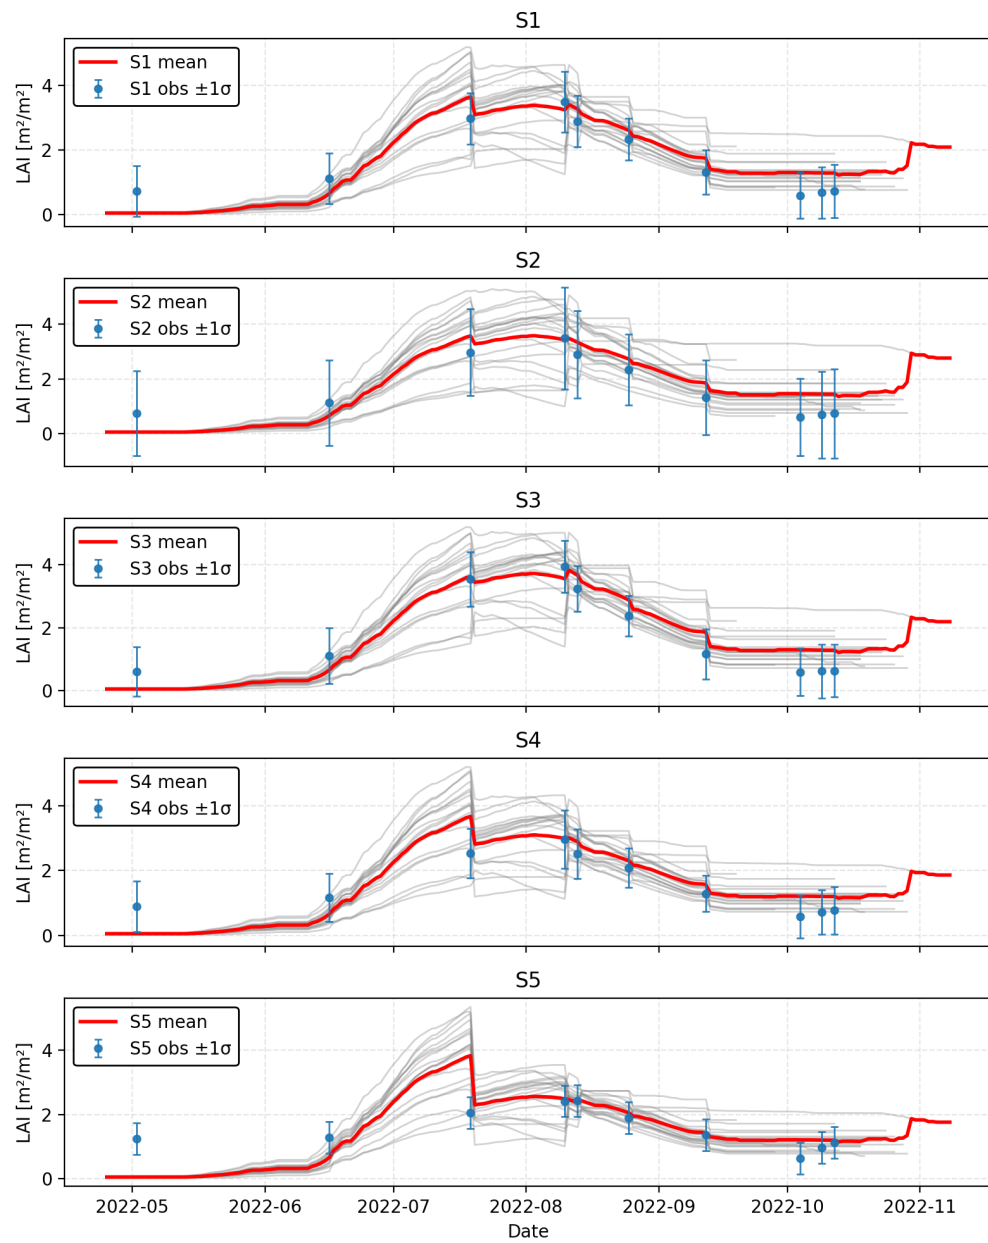 S1
LAI [m²/m²]
4
2
0
S1 mean
S1 obs ±1σ
S2
LAI [m²/m²]
4
2
0
S2 mean
S2 obs ±1σ
S3
LAI [m²/m²]
4
2
0
S3 mean
S3 obs ±1σ
S4
LAI [m²/m²]
4
2
0
S4 mean
S4 obs ±1σ
S5
LAI [m²/m²]
4
2
0
S5 mean
S5 obs ±1σ
2022-05 2022-06 2022-07 2022-08 2022-09 2022-10 2022-11
Date